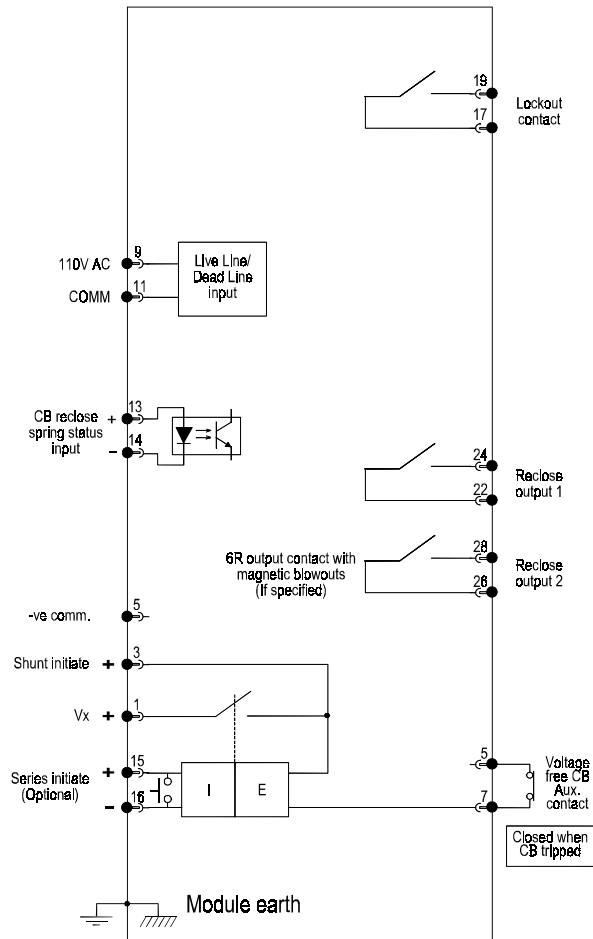 19
Lockout
contact
17
110V AC
9
Live Line/
Dead Line
input
COMM
11
CB reclose
spring status
input
+
13
-
14
24
Reclose
output 1
22
6R output contact with
magnetic blowouts
(If specified)
28
Reclose
output 2
26
-ve comm.
5
Shunt initiate +
3
Vx +
1
Series initiate
(Optional)
+
15
-
16
I
E
5
7
Voltage
free CB
Aux.
contact
Closed when
CB tripped
Module earth